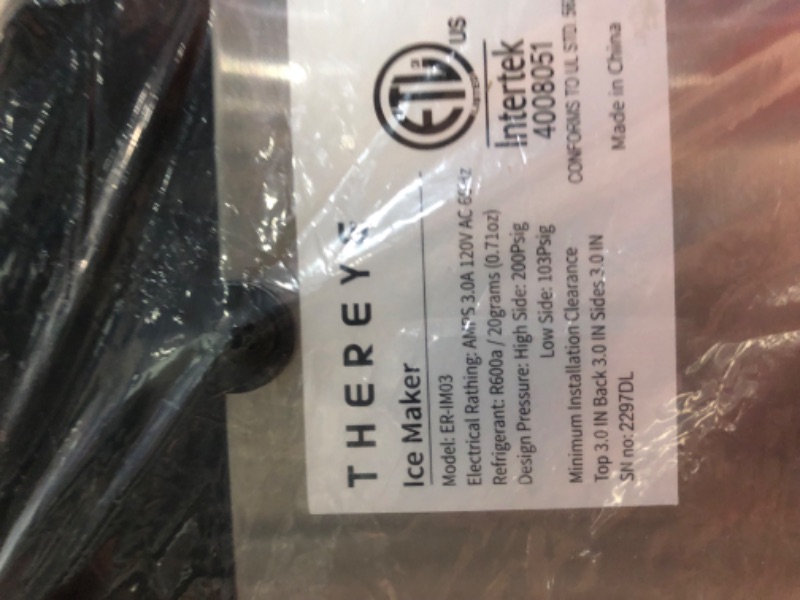 THEREYE
Ice Maker
Model: ER-IM03
Electrical Rathing: AMPS 3.0A 120V AC 60Hz
Refrigerant: R600a / 20grams (0.71oz)
Design Pressure: High Side: 200Psig
Low Side: 103Psig
Minimum Installation Clearance
Top 3.0 IN Back 3.0 IN Sides 3.0 IN
SN no: 2297DL
ETL
US
Intertek
4008051
CONFORMS TO UL STD.
Made in China